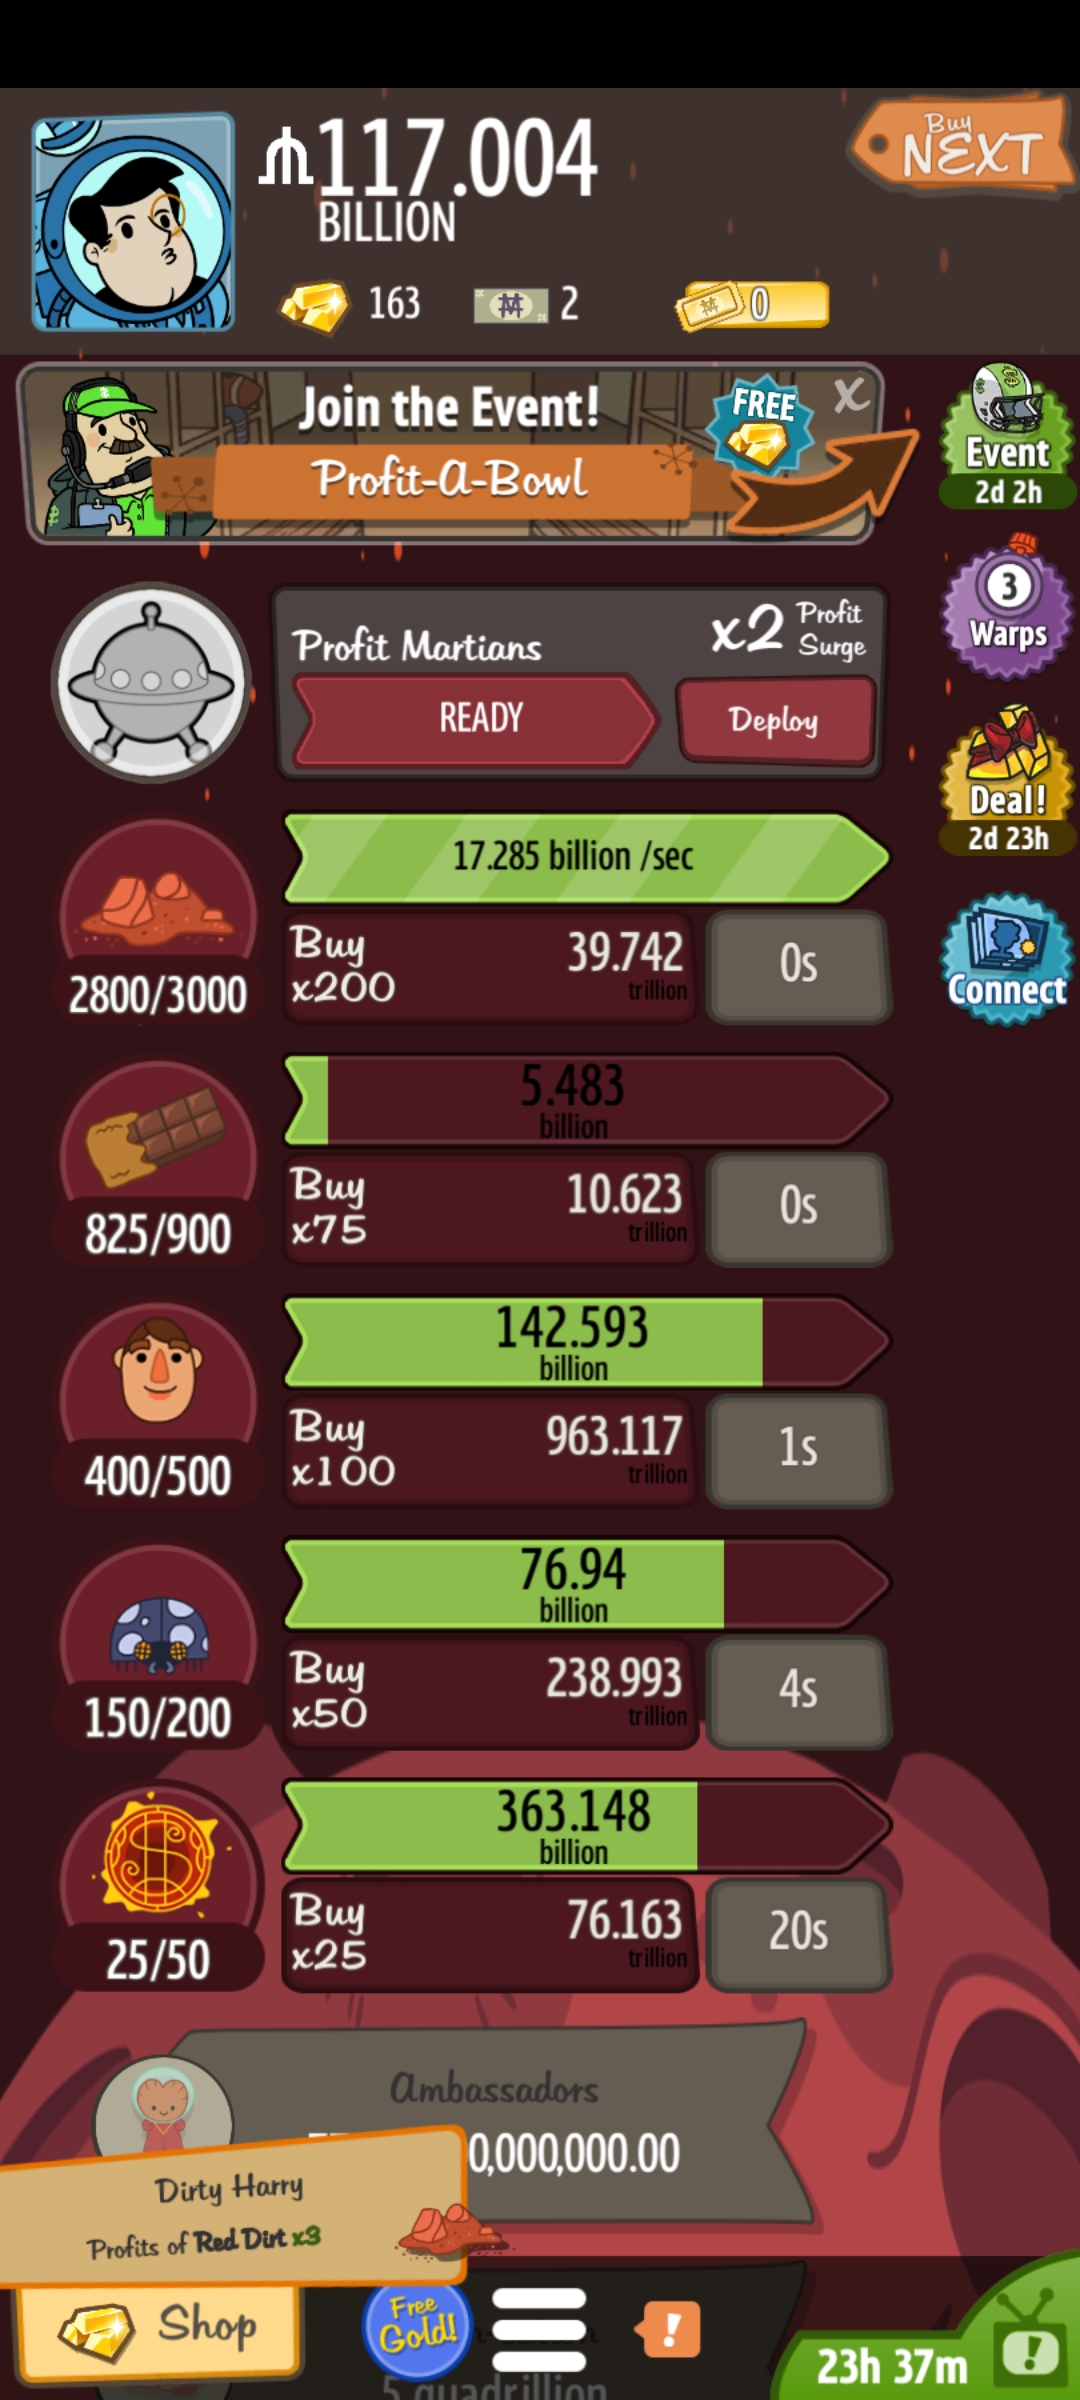 117.004
BILLION
Buy
NEXT
163
2
0
Join the Event!
Profit-A-Bowl
FREE
X
Event
2d 2h
3
Warps
Profit Martians
x2 Profit Surge
READY
Deploy
Deal!
2d 23h
17.285 billion /sec
Buy x200
39.742 trillion
0s
2800/3000
Connect
5.483
billion
Buy x75
10.623 trillion
0s
825/900
142.593
billion
Buy x100
963.117 trillion
1s
400/500
76.94
billion
Buy x50
238.993 trillion
4s
150/200
363.148
billion
Buy x25
76.163 trillion
20s
25/50
Ambassadors
0,000,000.00
Dirty Harry
Profits of Red Dirt x3
Shop
Free Gold!
!
23h 37m
!
5 quadrillion